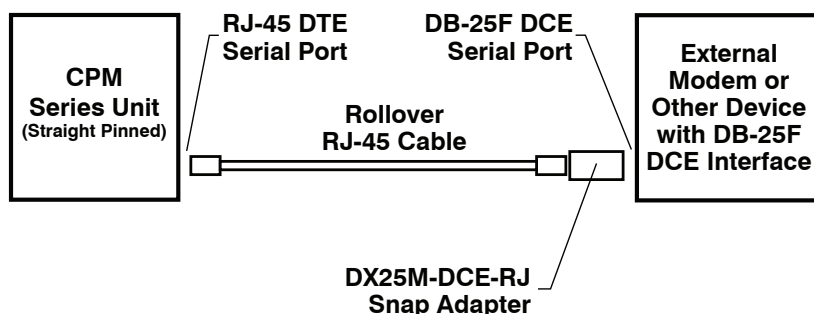 RJ-45 DTE
Serial Port
DB-25F DCE
Serial Port
CPM
Series Unit
(Straight Pinned)
Rollover
RJ-45 Cable
External
Modem or
Other Device
with DB-25F
DCE Interface
DX25M-DCE-RJ
Snap Adapter